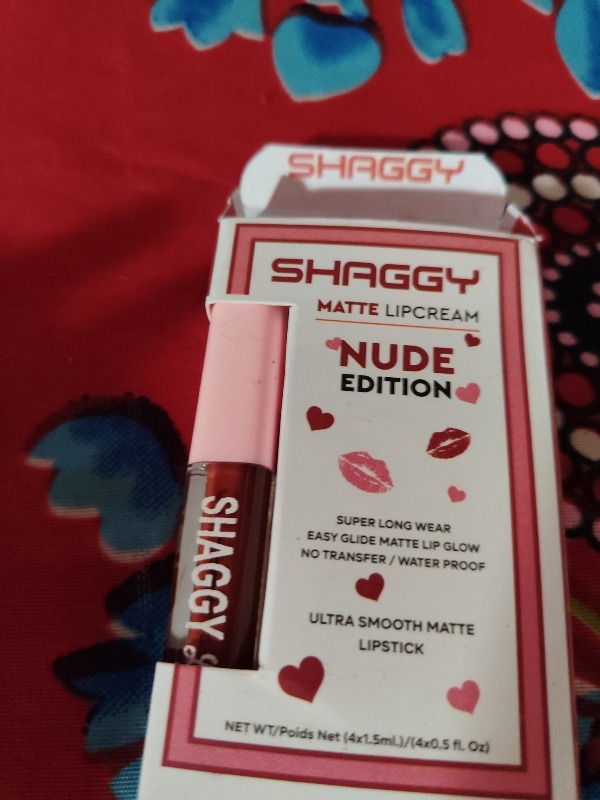 SHAGGY
SHAGGY
MATTE LIPCREAM
NUDE
EDITION
SUPER LONG WEAR
EASY GLIDE MATTE LIP GLOW
NO TRANSFER / WATER PROOF
ULTRA SMOOTH MATTE
LIPSTICK
NET WT/Poids Net (4x1.5ml.)/(4x0.5 fl. Oz)
SHAGGY